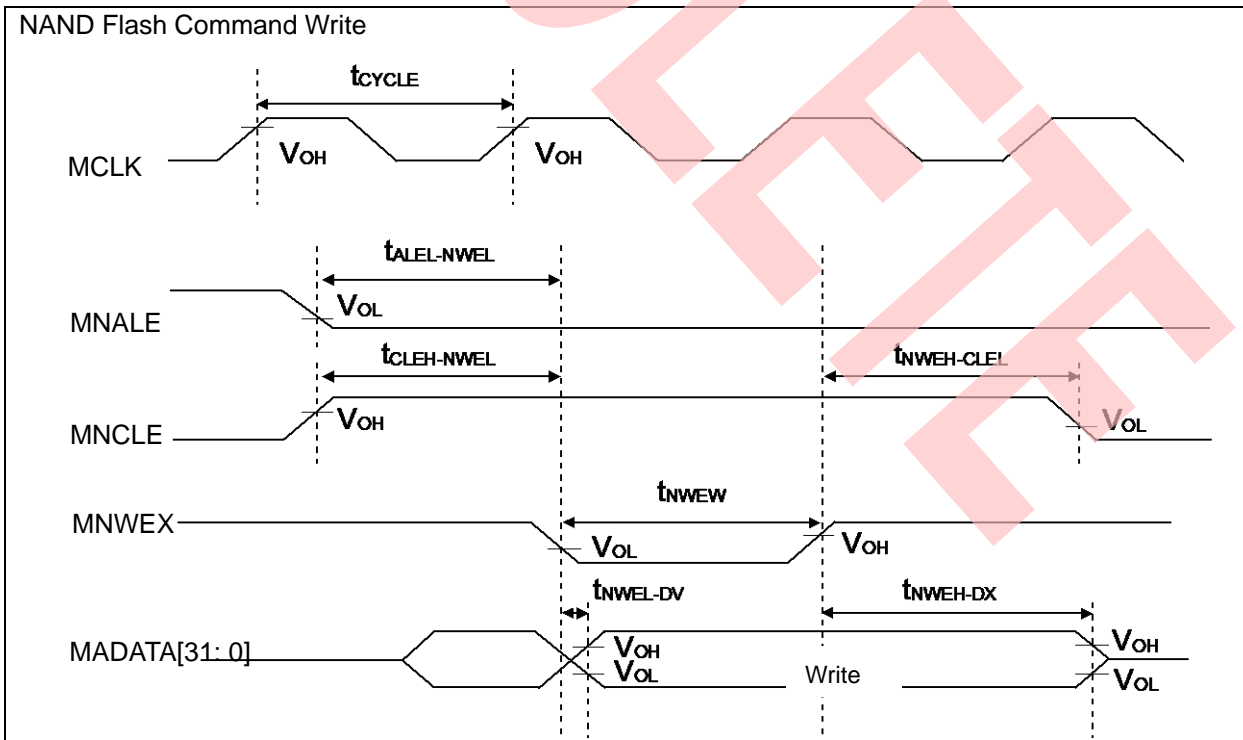 NAND Flash Command Write
tCYCLE
VOH VOH
MCLK
tALEL-NWEL
VOL
MNALE
tCLEH-NWEL tNWEH-CLEL
VOH VOL
MNCLE
tNWEW
MNWEX
VOL VOH
tNWEL-DV tNWEH-DX
VOH VOH
MADATA[31: 0]
VOL Write VOL